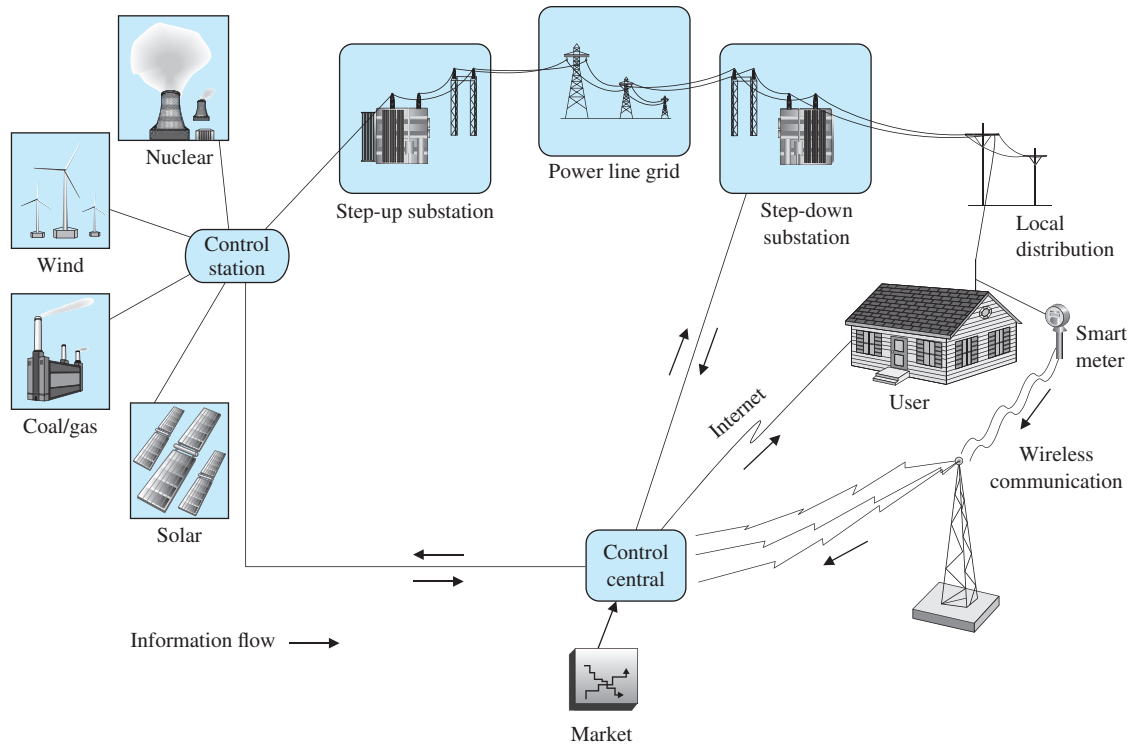 Nuclear
Wind
Coal/gas
Solar
Control
station
Step-up substation
Power line grid
Step-down
substation
Local
distribution
Smart
meter
User
Internet
Wireless
communication
Control
central
Information flow
Market